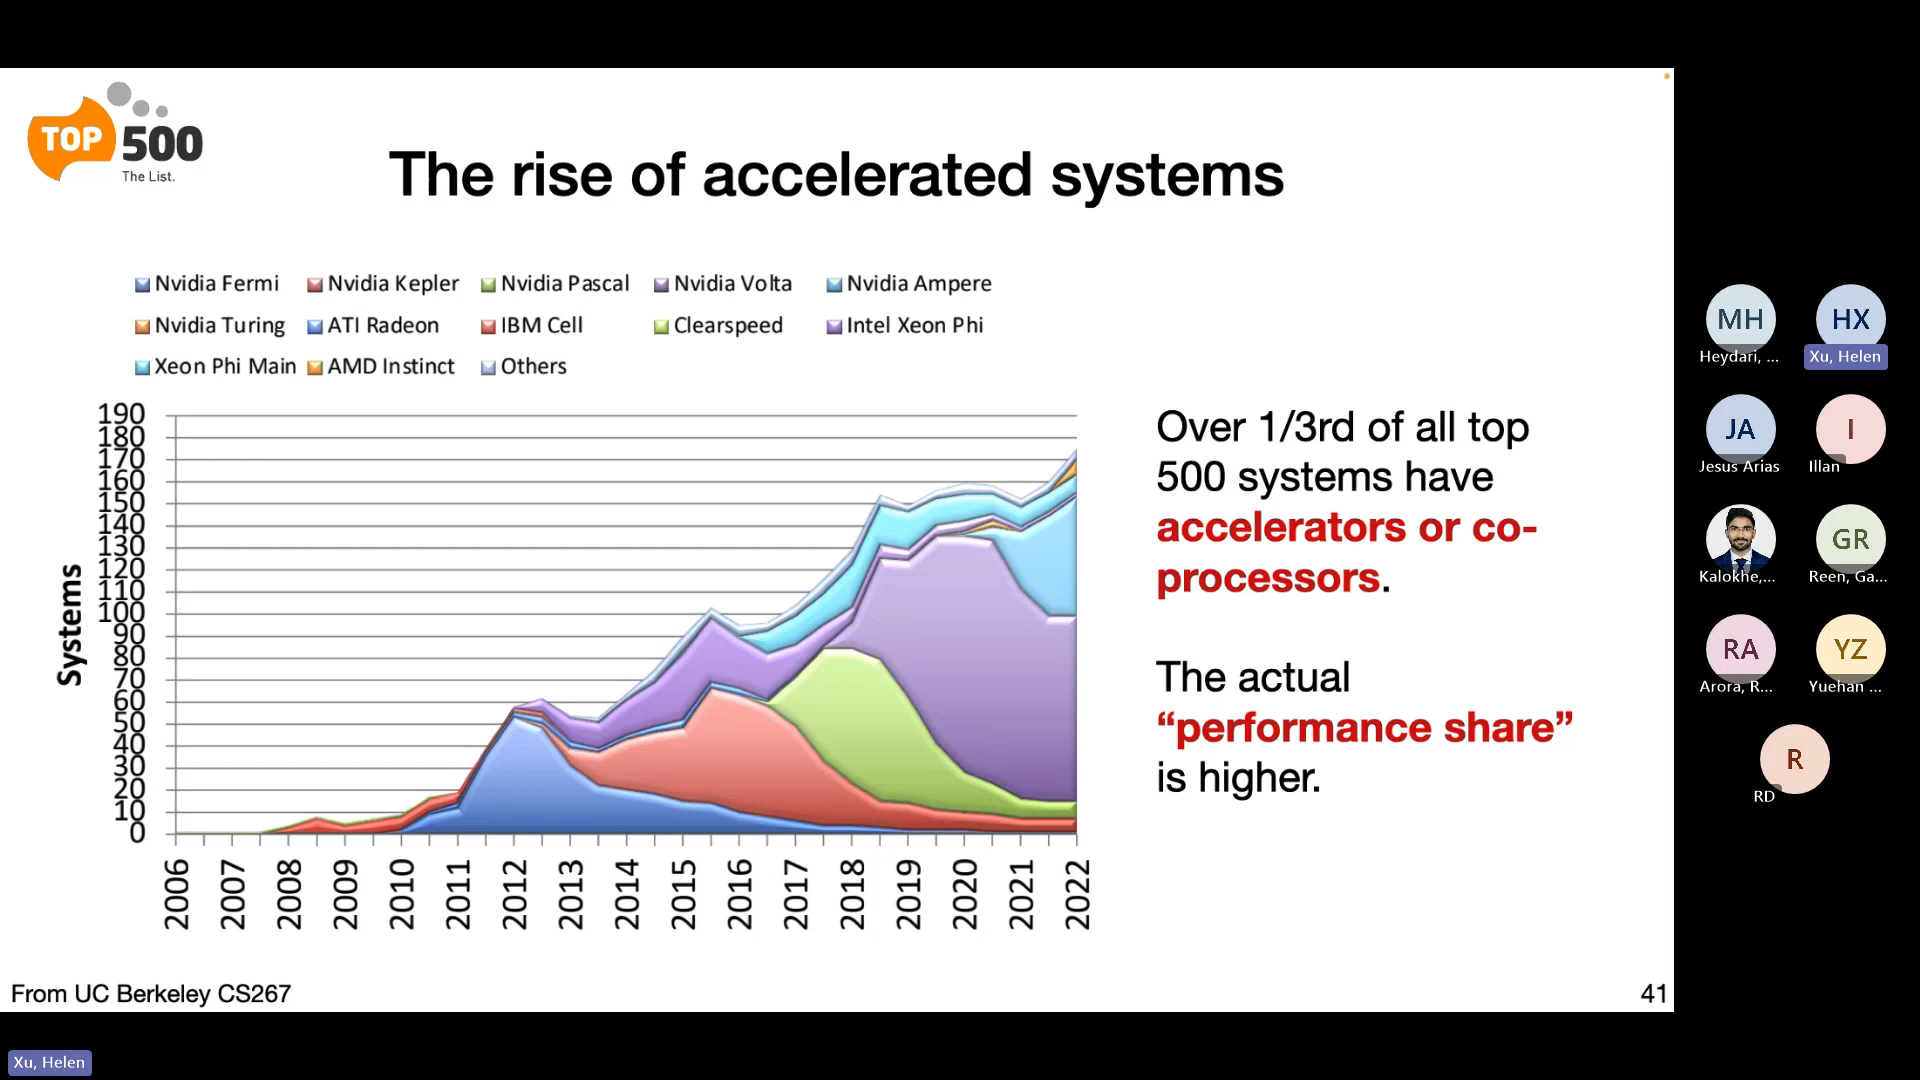 TOP 500
The List.
The rise of accelerated systems
Nvidia Fermi Nvidia Kepler Nvidia Pascal Nvidia Volta Nvidia Ampere
Nvidia Turing ATI Radeon IBM Cell Clearspeed Intel Xeon Phi
Xeon Phi Main AMD Instinct Others
190
180
170
160
150
140
130
120
110
100
90
80
70
60
50
40
30
20
10
0
Systems
2006 2007 2008 2009 2010 2011 2012 2013 2014 2015 2016 2017 2018 2019 2020 2021 2022
Over 1/3rd of all top
500 systems have
accelerators or co-
processors.
The actual
“performance share”
is higher.
From UC Berkeley CS267
41
MH HX
Heydari, ... Xu, Helen
JA I
Jesus Arias Illan
GR
Kalokhe,... Reen, Ga...
RA YZ
Arora, R... Yuehan ...
R
RD
Xu, Helen